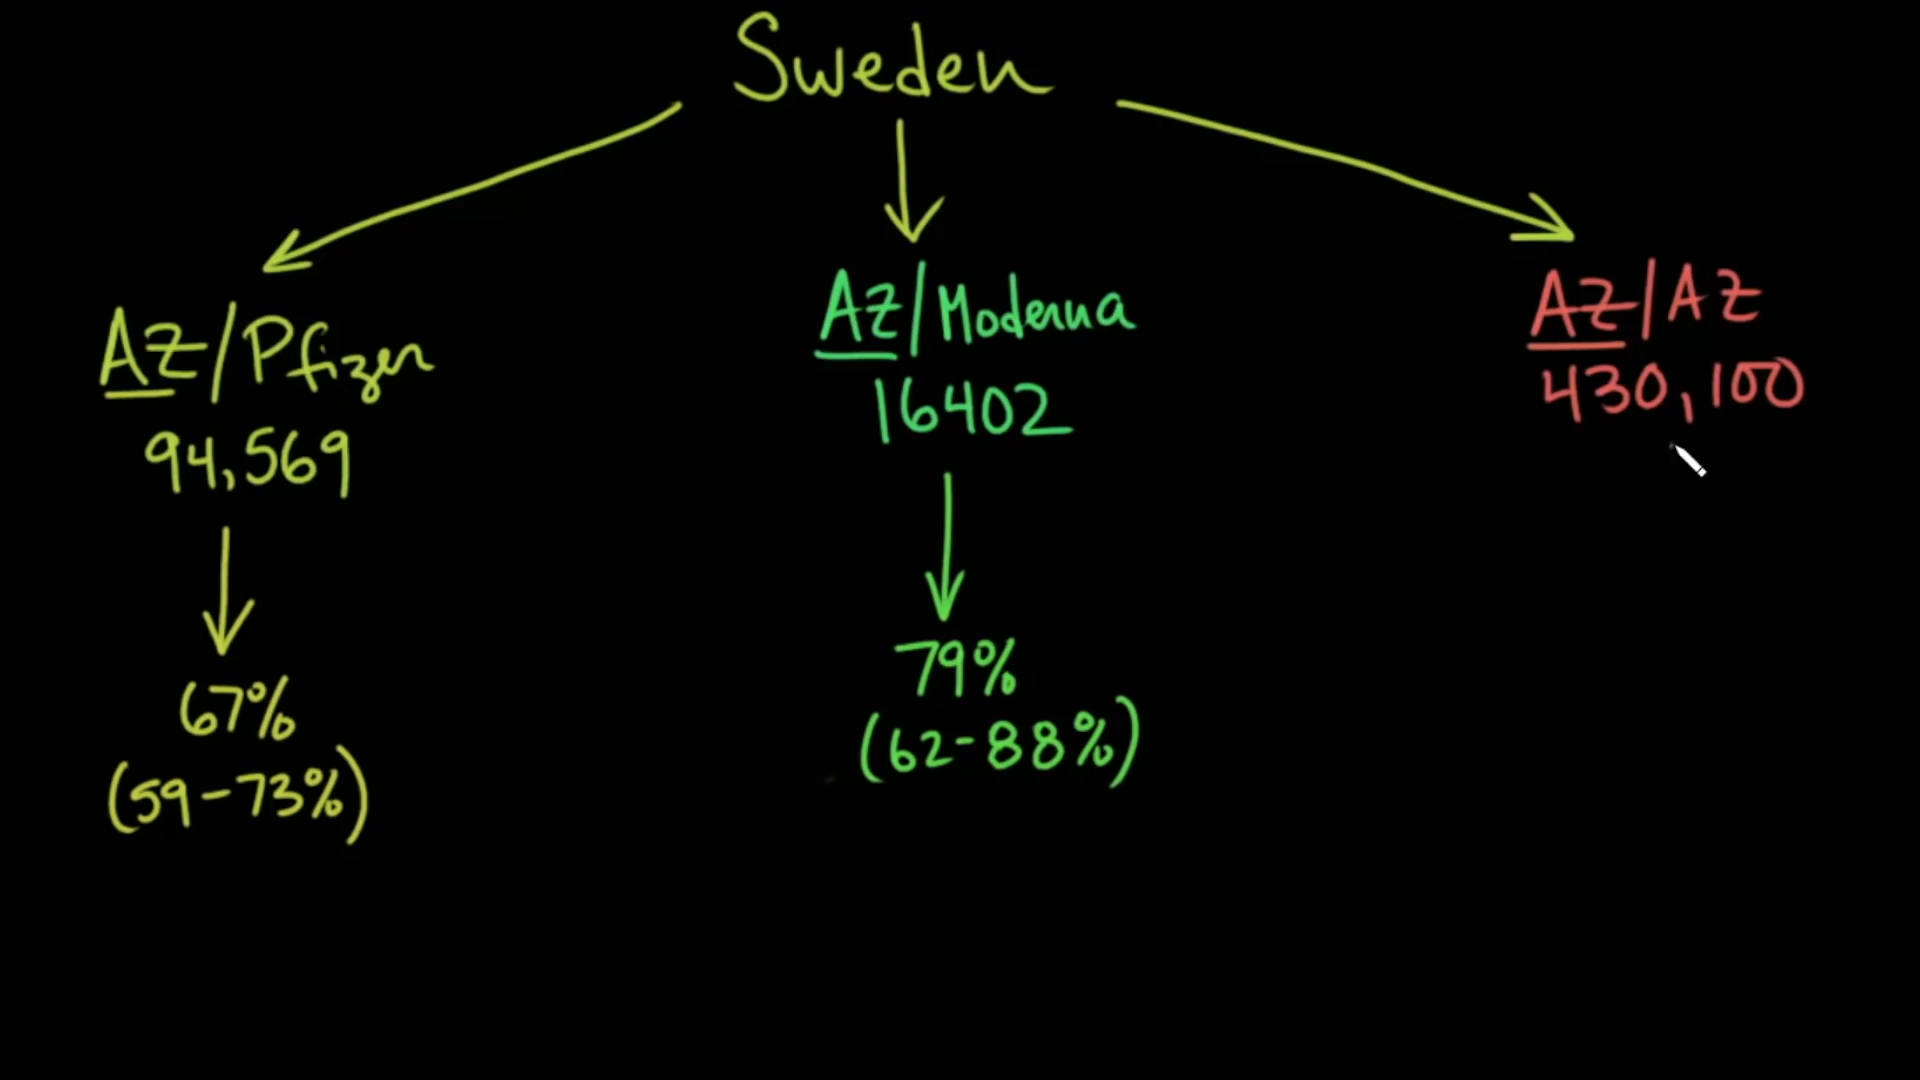 Sweden
AZ/Pfizer
94,569
67%
(59-73%)
AZ/Moderna
16402
79%
(62-88%)
AZ/AZ
430,100